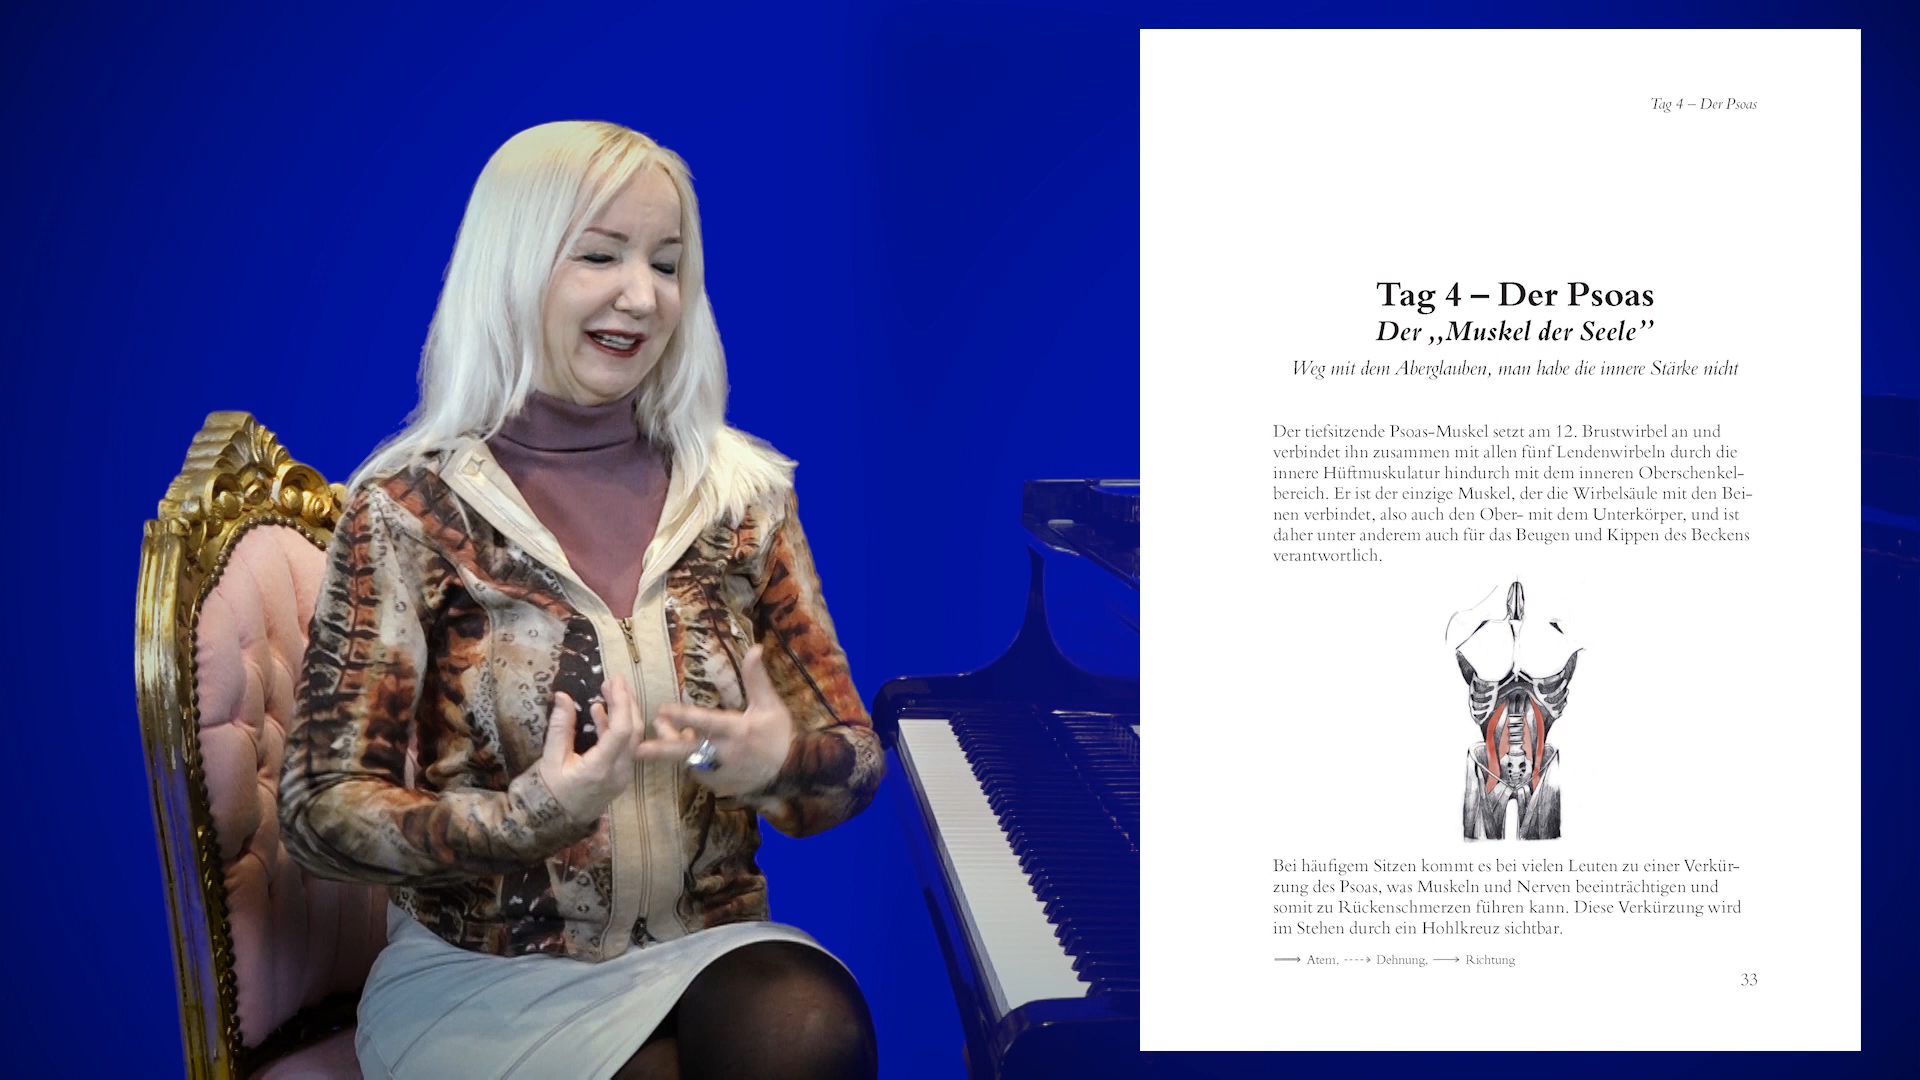 Tag 4 – Der Psoas
Tag 4 – Der Psoas
Der ,,Muskel der Seele”
Weg mit dem Aberglauben, man habe die innere Stärke nicht
Der tiefsitzende Psoas-Muskel setzt am 12. Brustwirbel an und
verbindet ihn zusammen mit allen fünf Lendenwirbeln durch die
innere Hüftmuskulatur hindurch mit dem inneren Oberschenkel-
bereich. Er ist der einzige Muskel, der die Wirbelsäule mit den Bei-
nen verbindet, also auch den Ober- mit dem Unterkörper, und ist
daher unter anderem auch für das Beugen und Kippen des Beckens
verantwortlich.
Bei häufigem Sitzen kommt es bei vielen Leuten zu einer Verkür-
zung des Psoas, was Muskeln und Nerven beeinträchtigen und
somit zu Rückenschmerzen führen kann. Diese Verkürzung wird
im Stehen durch ein Hohlkreuz sichtbar.
Atem, Dehnung, Richtung
33